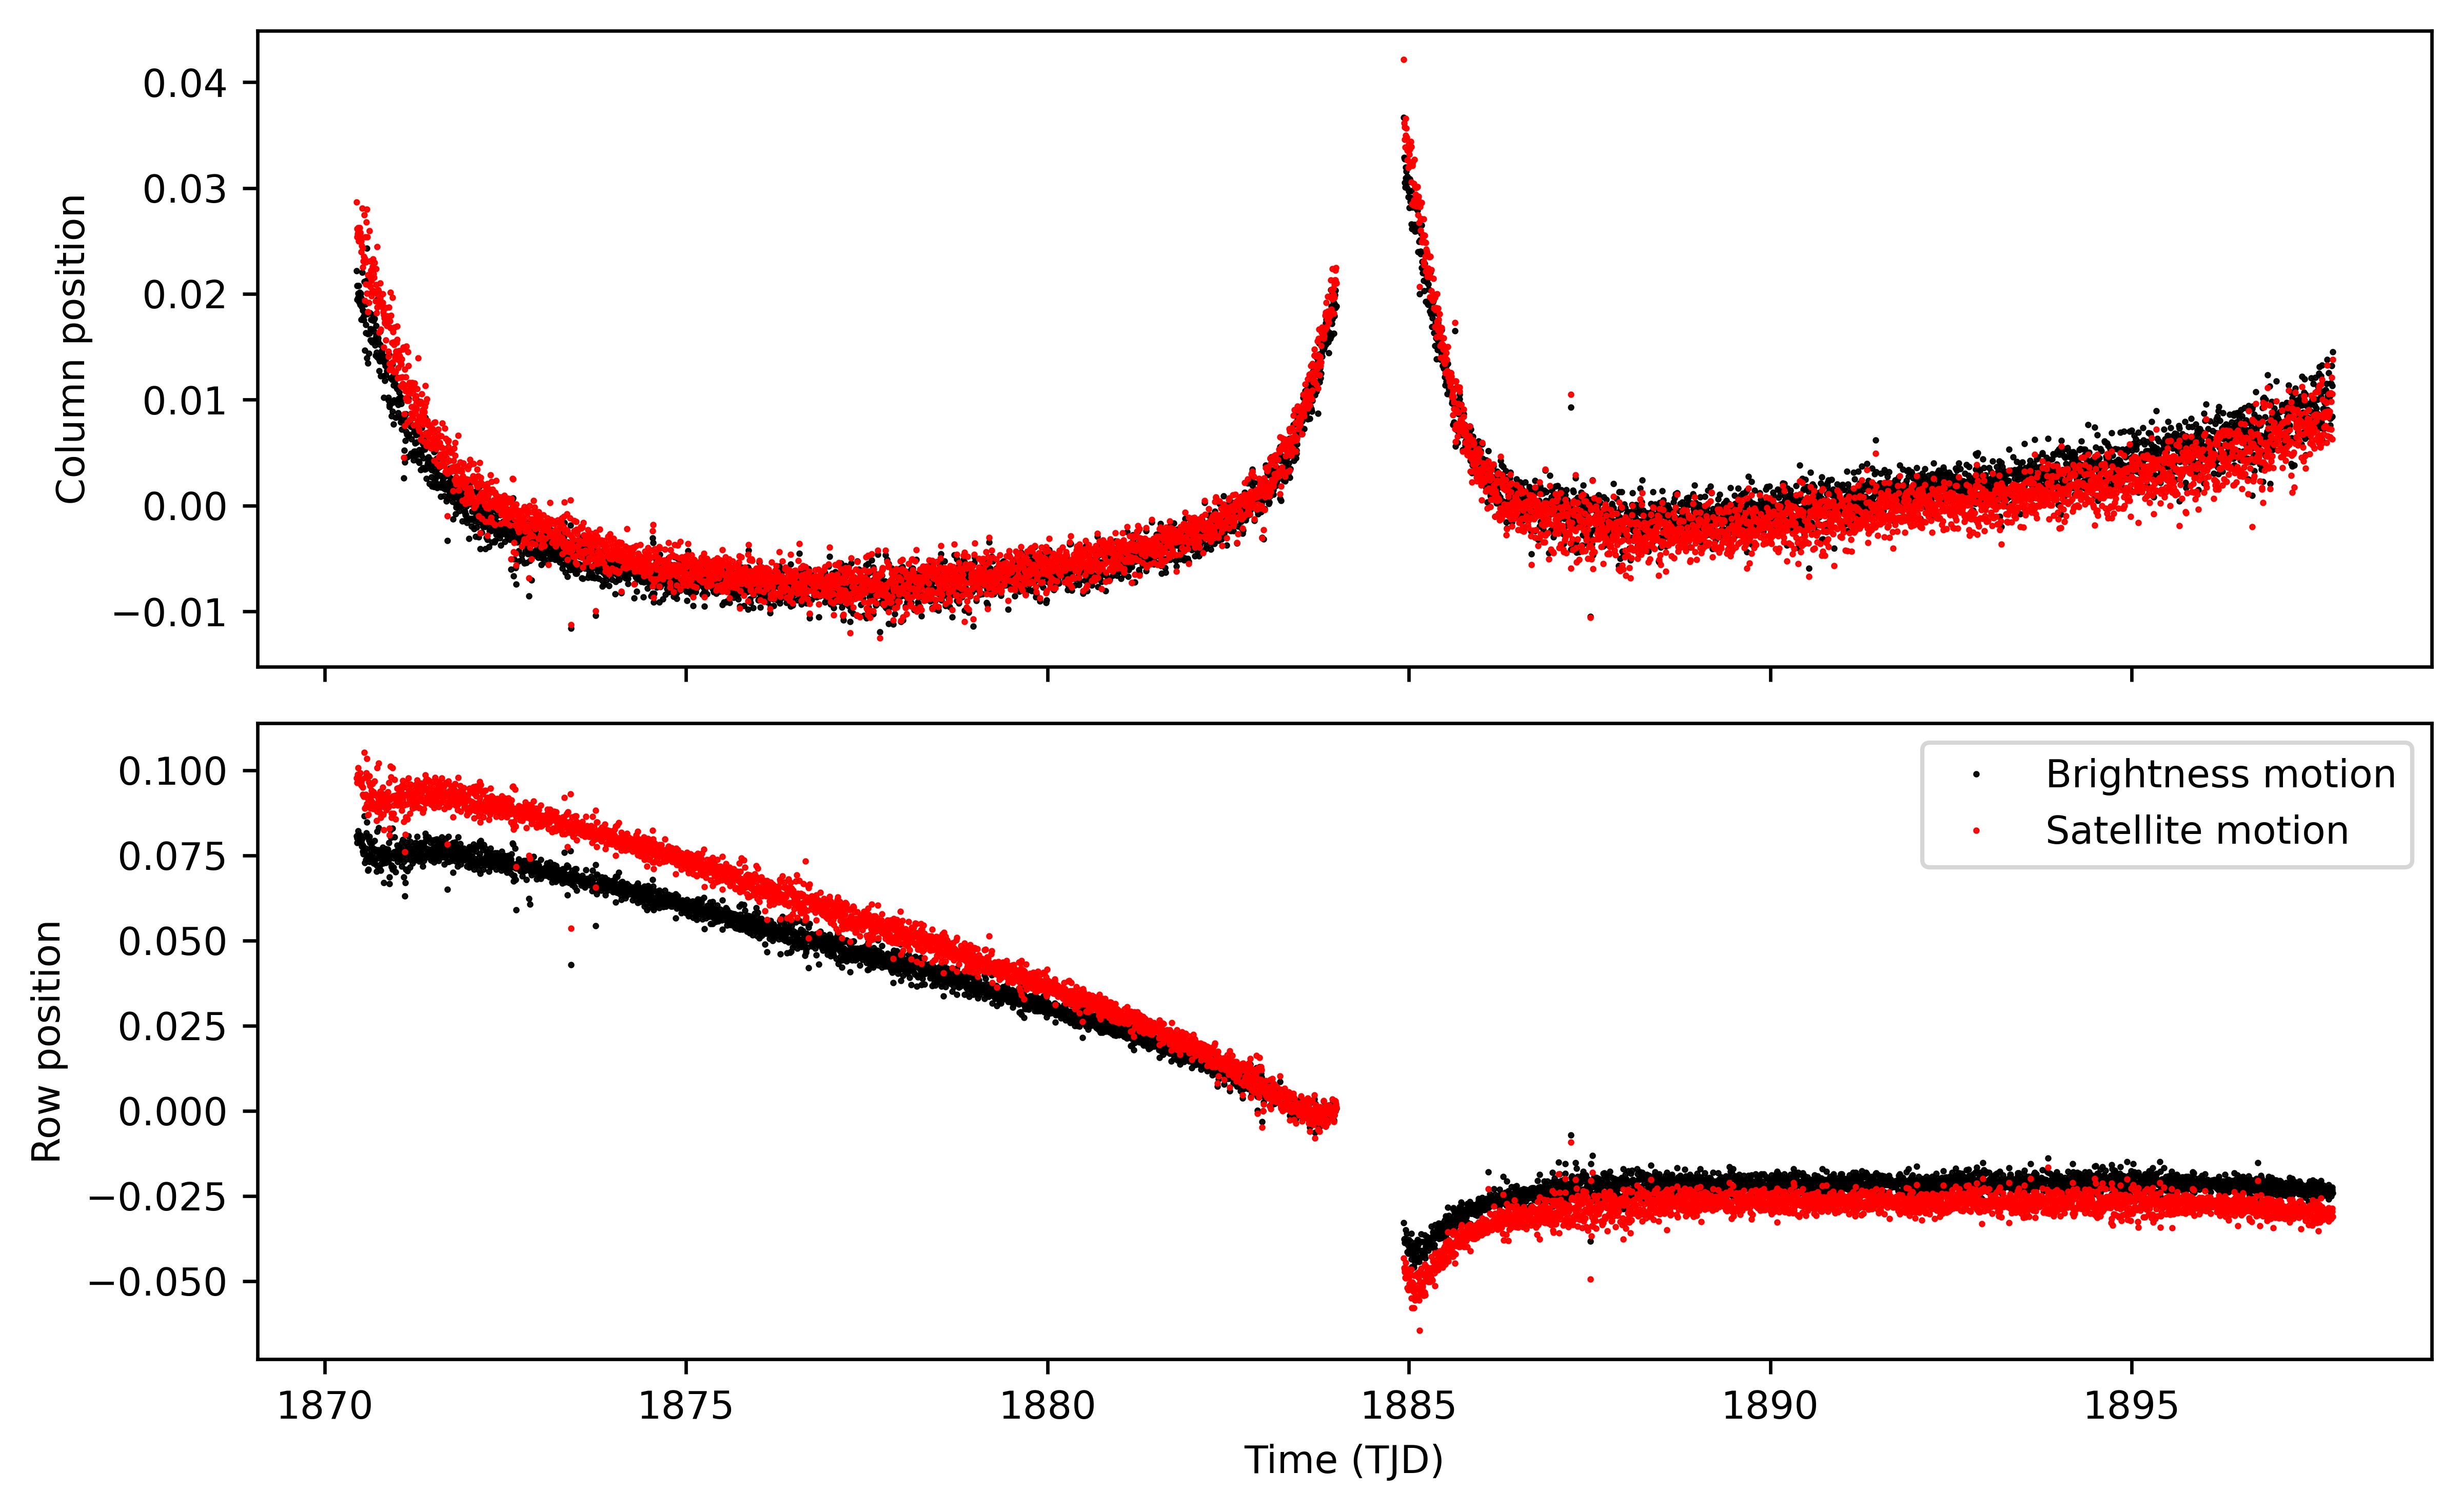 0.04
0.03
0.02
0.01
0.00
−0.01
Column position
0.100
0.075
0.050
0.025
0.000
−0.025
−0.050
Row position
Brightness motion
Satellite motion
1870 1875 1880 1885 1890 1895
Time (TJD)